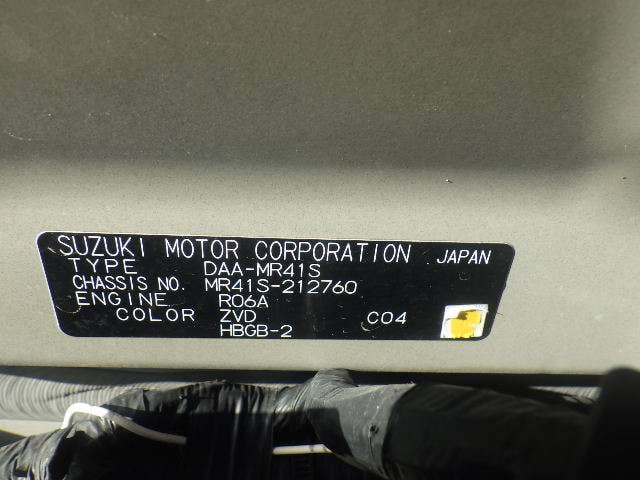 SUZUKI MOTOR CORPORATION JAPAN
TYPE DAA-MR41S
CHASSIS NO. MR41S-212760
ENGINE R06A
COLOR ZVD C04
HBGB-2